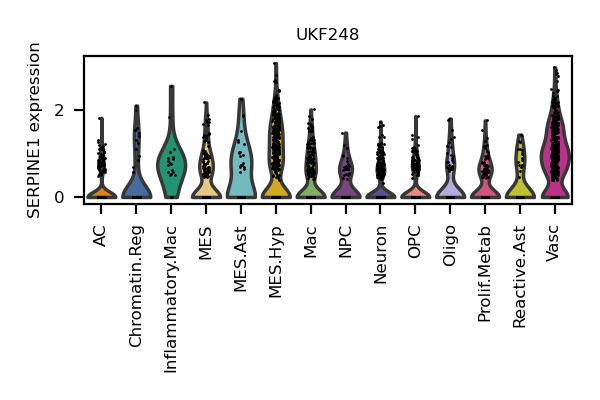 UKF248
SERPINE1 expression
2
0
AC
Chromatin.Reg
Inflammatory.Mac
MES
MES.Ast
MES.Hyp
Mac
NPC
Neuron
OPC
Oligo
Prolif.Metab
Reactive.Ast
Vasc